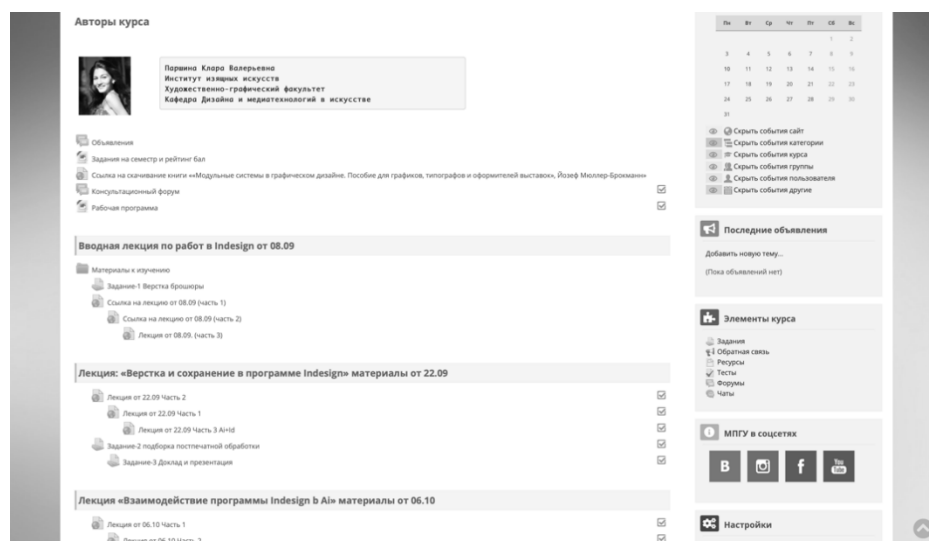 Авторы курса
Паршина Клара Валерьевна
Институт изящных искусств
Художественно-графический факультет
Кафедра Дизайна и медиатехнологий в искусстве
Объявления
Задания на семестр и рейтинг бал
Ссылка на скачивание книги ««Модульные системы в графическом дизайне. Пособие для графиков, типографов и оформителей выставок», Йозеф Мюллер-Брокманн»
Консультационный форум
Рабочая программа
Вводная лекция по работ в Indesign от 08.09
Материалы к изучению
Задание-1 Верстка брошюры
Ссылка на лекцию от 08.09 (часть 1)
Ссылка на лекцию от 08.09 (часть 2)
Лекция от 08.09. (часть 3)
Лекция: «Верстка и сохранение в программе Indesign» материалы от 22.09
Лекция от 22.09 Часть 2
Лекция от 22.09 Часть 1
Лекция от 22.09 Часть 3 Ai+Id
Задание-2 подборка постпечатной обработки
Задание-3 Доклад и презентация
Лекция «Взаимодействие программы Indesign b Ai» материалы от 06.10
Лекция от 06.10 Часть 1
Лекция от 06.10 Часть 2
Пн Вт Ср Чт Пт Сб Вс
1 2
3 4 5 6 7 8 9
10 11 12 13 14 15 16
17 18 19 20 21 22 23
24 25 26 27 28 29 30
31
Скрыть события сайт
Скрыть события категории
Скрыть события курса
Скрыть события группы
Скрыть события пользователя
Скрыть события другие
Последние объявления
Добавить новую тему...
(Пока объявлений нет)
Элементы курса
Задания
Обратная связь
Ресурсы
Тесты
Форумы
Чаты
МПГУ в соцсетях
В f You Tube
Настройки